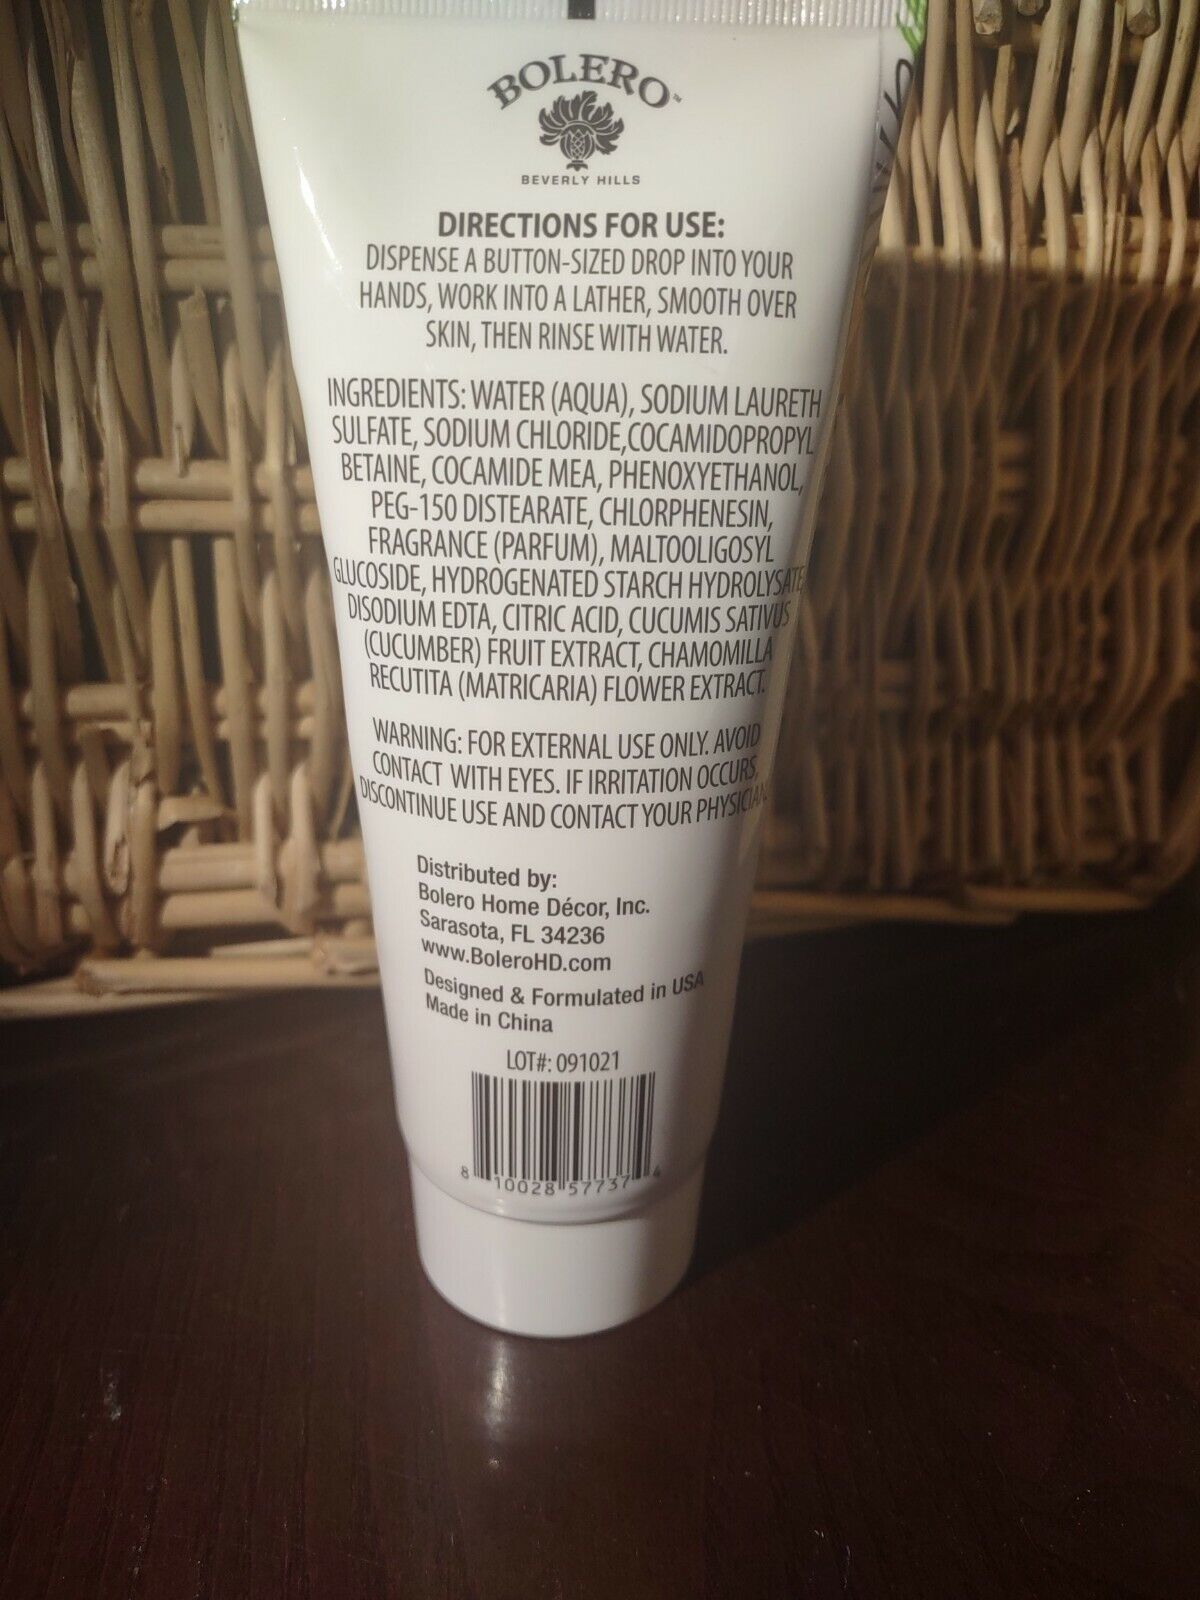 BOLERO™
BEVERLY HILLS
DIRECTIONS FOR USE:
DISPENSE A BUTTON-SIZED DROP INTO YOUR
HANDS, WORK INTO A LATHER, SMOOTH OVER
SKIN, THEN RINSE WITH WATER.
INGREDIENTS: WATER (AQUA), SODIUM LAURETH
SULFATE, SODIUM CHLORIDE,COCAMIDOPROPYL
BETAINE, COCAMIDE MEA, PHENOXYETHANOL,
PEG-150 DISTEARATE, CHLORPHENESIN,
FRAGRANCE (PARFUM), MALTOOLIGOSYL
GLUCOSIDE, HYDROGENATED STARCH HYDROLYSATE
DISODIUM EDTA, CITRIC ACID, CUCUMIS SATIVUS
(CUCUMBER) FRUIT EXTRACT, CHAMOMILLA
RECUTITA (MATRICARIA) FLOWER EXTRACT.
WARNING: FOR EXTERNAL USE ONLY. AVOID
CONTACT WITH EYES. IF IRRITATION OCCURS,
DISCONTINUE USE AND CONTACT YOUR PHYSICIAN.
Distributed by:
Bolero Home Décor, Inc.
Sarasota, FL 34236
www.BoleroHD.com
Designed & Formulated in USA
Made in China
LOT#: 091021
8 10028 57737 4